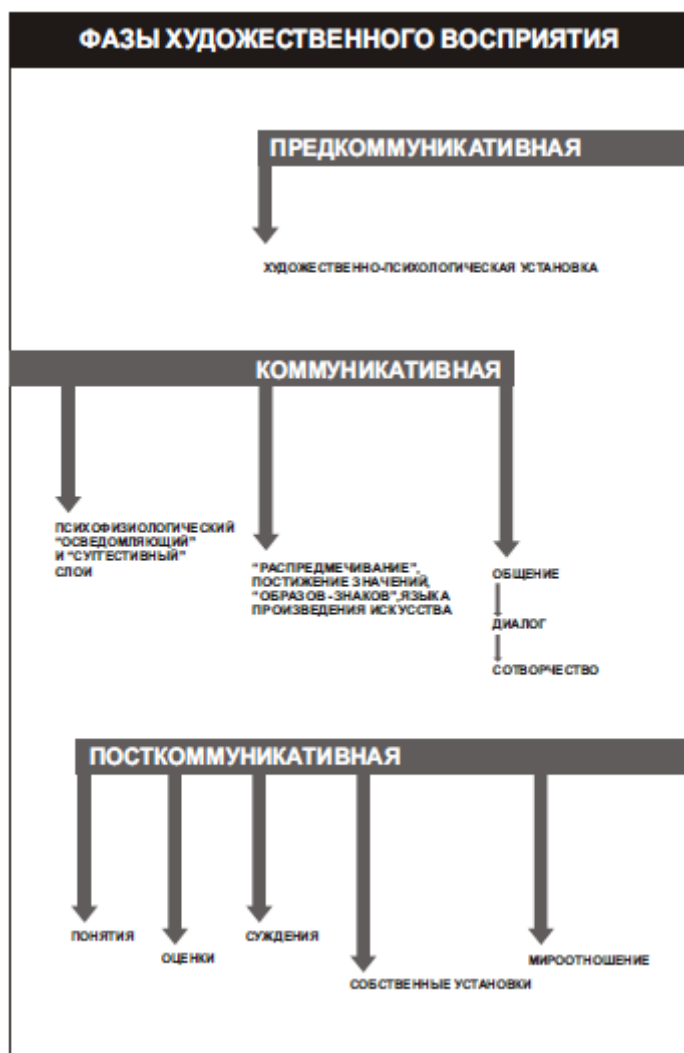 ФАЗЫ ХУДОЖЕСТВЕННОГО ВОСПРИЯТИЯ
ПРЕДКОММУНИКАТИВНАЯ
ХУДОЖЕСТВЕННО-ПСИХОЛОГИЧЕСКАЯ УСТАНОВКА
КОММУНИКАТИВНАЯ
ПСИХОФИЗИОЛОГИЧЕСКИЙ
"ОСВЕДОМЛЯЮЩИЙ"
И "СУГГЕСТИВНЫЙ"
СЛОИ
"РАСПРЕДМЕЧИВАНИЕ",
ПОСТИЖЕНИЕ ЗНАЧЕНИЙ,
"ОБРАЗОВ-ЗНАКОВ", ЯЗЫКА
ПРОИЗВЕДЕНИЯ ИСКУССТВА
ОБЩЕНИЕ
ДИАЛОГ
СОТВОРЧЕСТВО
ПОСТКОММУНИКАТИВНАЯ
ПОНЯТИЯ
ОЦЕНКИ
СУЖДЕНИЯ
СОБСТВЕННЫЕ УСТАНОВКИ
МИРООТНОШЕНИЕ